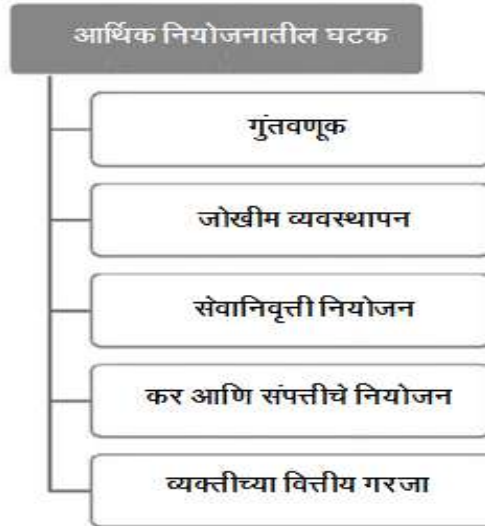 आर्थिक नियोजनातील घटक
गुंतवणूक
जोखीम व्यवस्थापन
सेवानिवृत्ती नियोजन
कर आणि संपत्तीचे नियोजन
व्यक्तीच्या वित्तीय गरजा